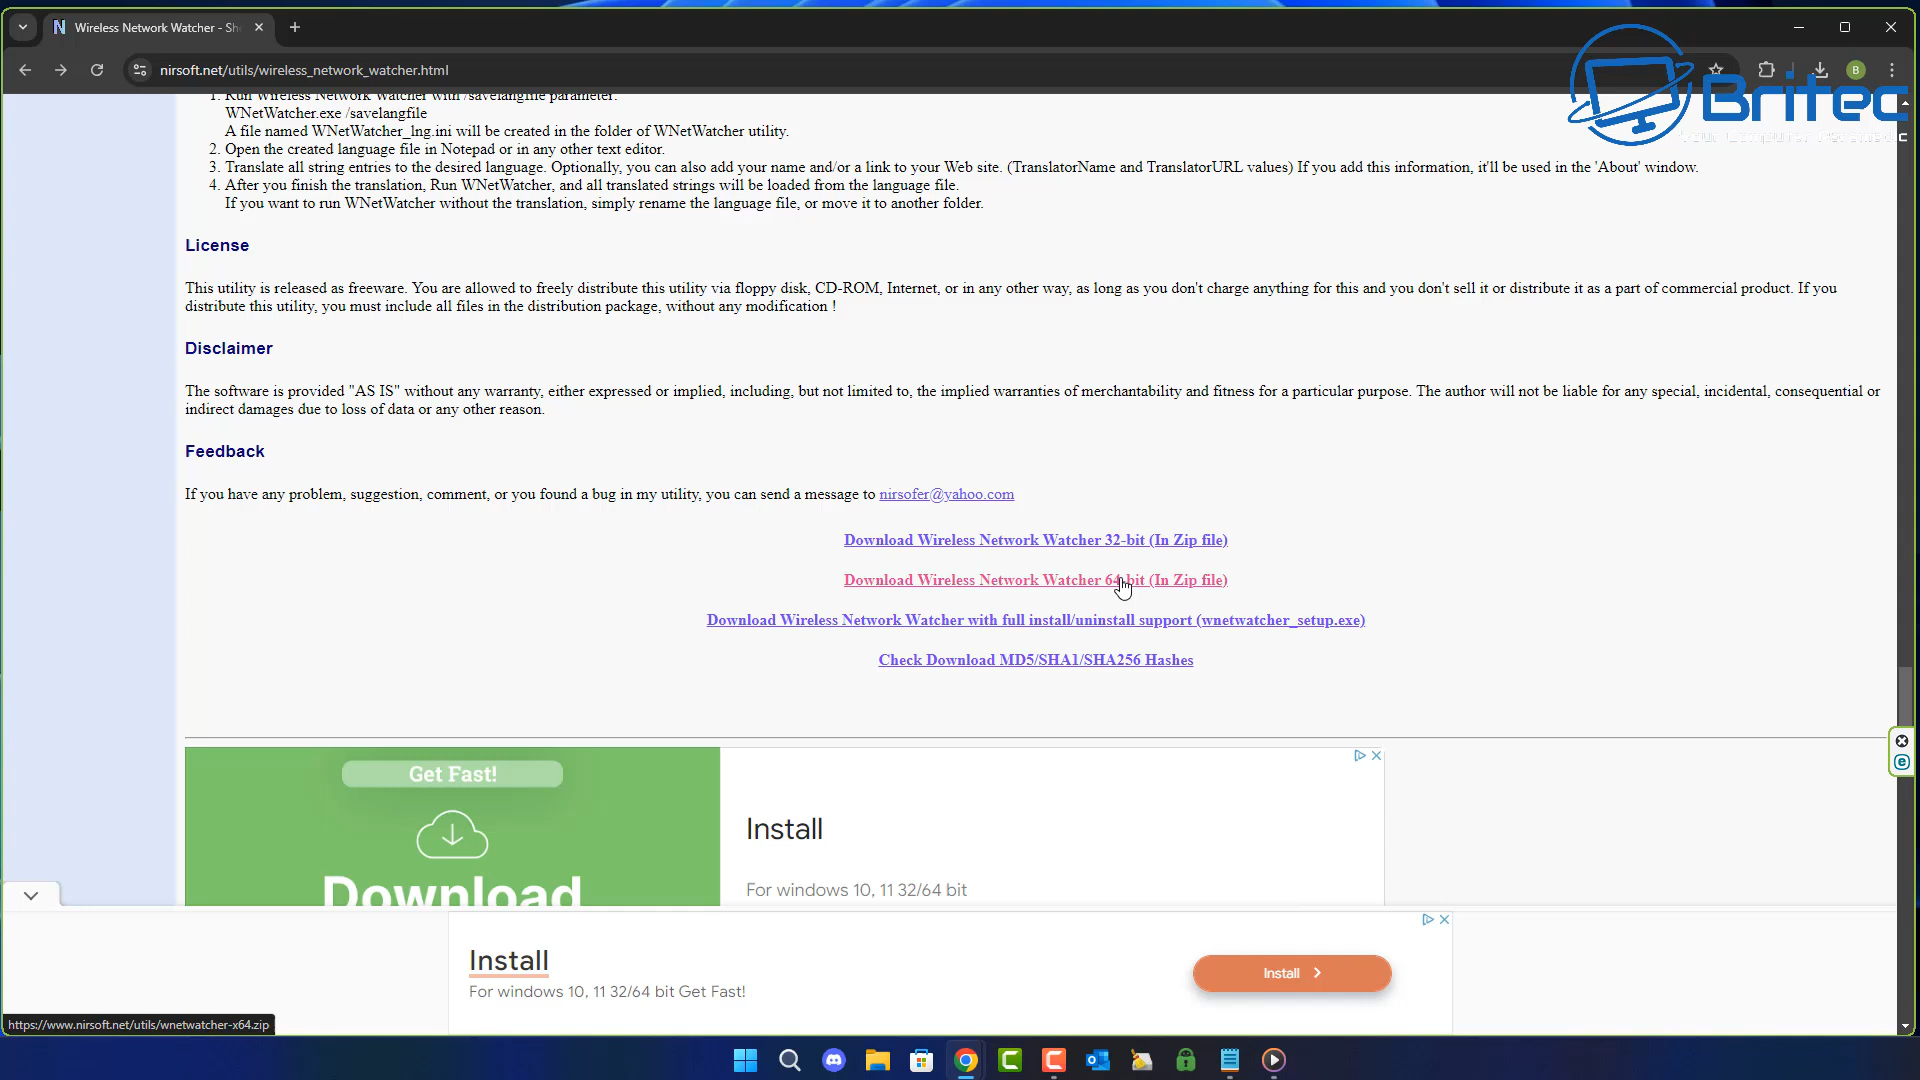 Wireless Network Watcher - Sh
nirsoft.net/utils/wireless_network_watcher.html
B
Britec
1. Run Wireless Network Watcher with /savelangfile parameter:
WNetWatcher.exe /savelangfile
A file named WNetWatcher_lng.ini will be created in the folder of WNetWatcher utility.
2. Open the created language file in Notepad or in any other text editor.
3. Translate all string entries to the desired language. Optionally, you can also add your name and/or a link to your Web site. (TranslatorName and TranslatorURL values) If you add this information, it'll be used in the 'About' window.
4. After you finish the translation, Run WNetWatcher, and all translated strings will be loaded from the language file.
If you want to run WNetWatcher without the translation, simply rename the language file, or move it to another folder.
License
This utility is released as freeware. You are allowed to freely distribute this utility via floppy disk, CD-ROM, Internet, or in any other way, as long as you don't charge anything for this and you don't sell it or distribute it as a part of commercial product. If you
distribute this utility, you must include all files in the distribution package, without any modification !
Disclaimer
The software is provided "AS IS" without any warranty, either expressed or implied, including, but not limited to, the implied warranties of merchantability and fitness for a particular purpose. The author will not be liable for any special, incidental, consequential or
indirect damages due to loss of data or any other reason.
Feedback
If you have any problem, suggestion, comment, or you found a bug in my utility, you can send a message to nirsofer@yahoo.com
Download Wireless Network Watcher 32-bit (In Zip file)
Download Wireless Network Watcher 64-bit (In Zip file)
Download Wireless Network Watcher with full install/uninstall support (wnetwatcher_setup.exe)
Check Download MD5/SHA1/SHA256 Hashes
Get Fast!
Download
Install
For windows 10, 11 32/64 bit
Install
For windows 10, 11 32/64 bit Get Fast!
Install
https://www.nirsoft.net/utils/wnetwatcher-x64.zip